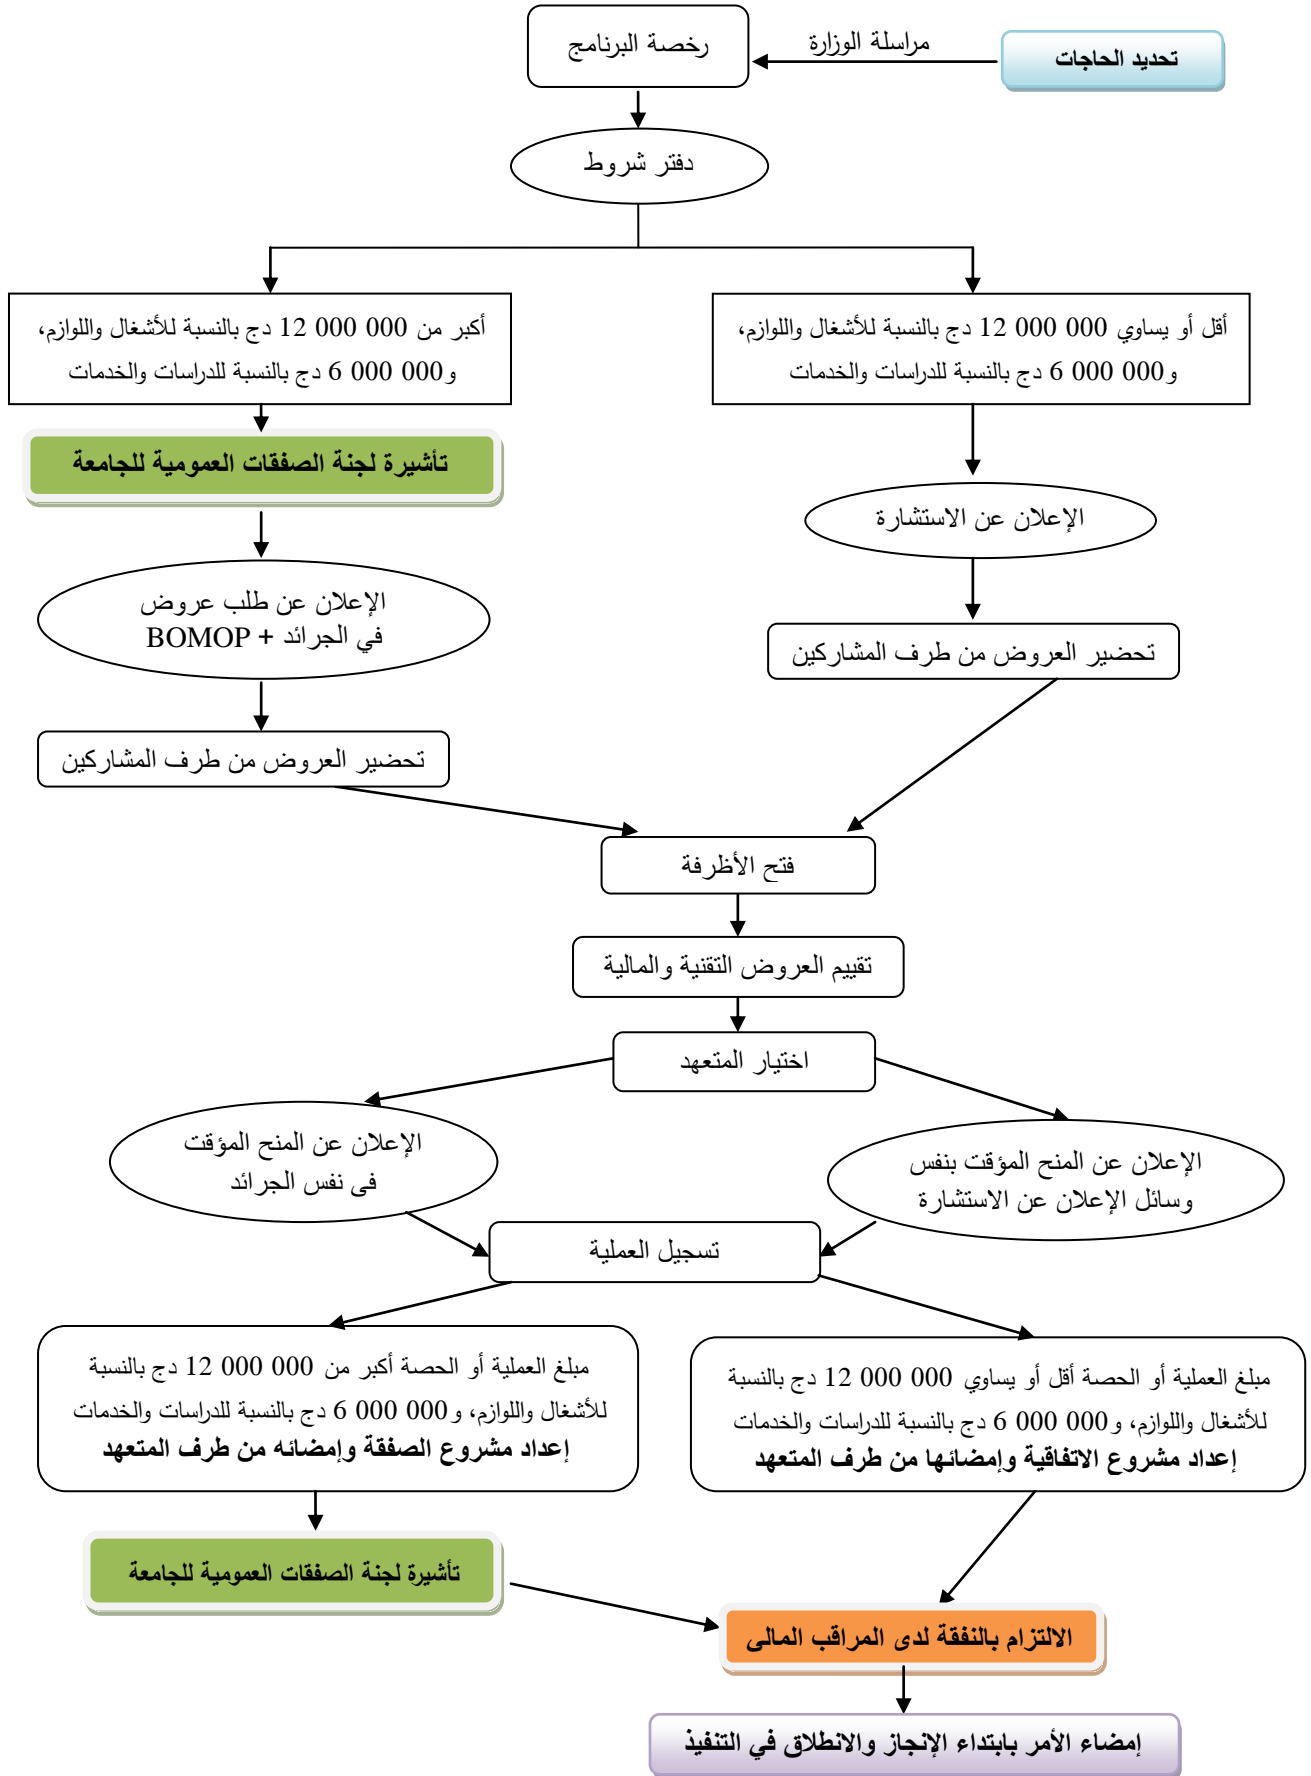 تحديد الحاجات
مراسلة الوزارة
رخصة البرنامج
دفتر شروط
أقل أو يساوي 000 000 12 دج بالنسبة للأشغال واللوازم،
و000 000 6 دج بالنسبة للدراسات والخدمات
أكبر من 000 000 12 دج بالنسبة للأشغال واللوازم،
و000 000 6 دج بالنسبة للدراسات والخدمات
تأشيرة لجنة الصفقات العمومية للجامعة
الإعلان عن الاستشارة
الإعلان عن طلب عروض
في الجرائد + BOMOP
تحضير العروض من طرف المشاركين
تحضير العروض من طرف المشاركين
فتح الأظرفة
تقييم العروض التقنية والمالية
اختيار المتعهد
الإعلان عن المنح المؤقت بنفس
وسائل الإعلان عن الاستشارة
الإعلان عن المنح المؤقت
في نفس الجرائد
تسجيل العملية
مبلغ العملية أو الحصة أقل أو يساوي 000 000 12 دج بالنسبة
للأشغال واللوازم، و000 000 6 دج بالنسبة للدراسات والخدمات
إعداد مشروع الاتفاقية وإمضائها من طرف المتعهد
مبلغ العملية أو الحصة أكبر من 000 000 12 دج بالنسبة
للأشغال واللوازم، و000 000 6 دج بالنسبة للدراسات والخدمات
إعداد مشروع الصفقة وإمضائه من طرف المتعهد
تأشيرة لجنة الصفقات العمومية للجامعة
الالتزام بالنفقة لدى المراقب المالي
إمضاء الأمر بابتداء الإنجاز والانطلاق في التنفيذ